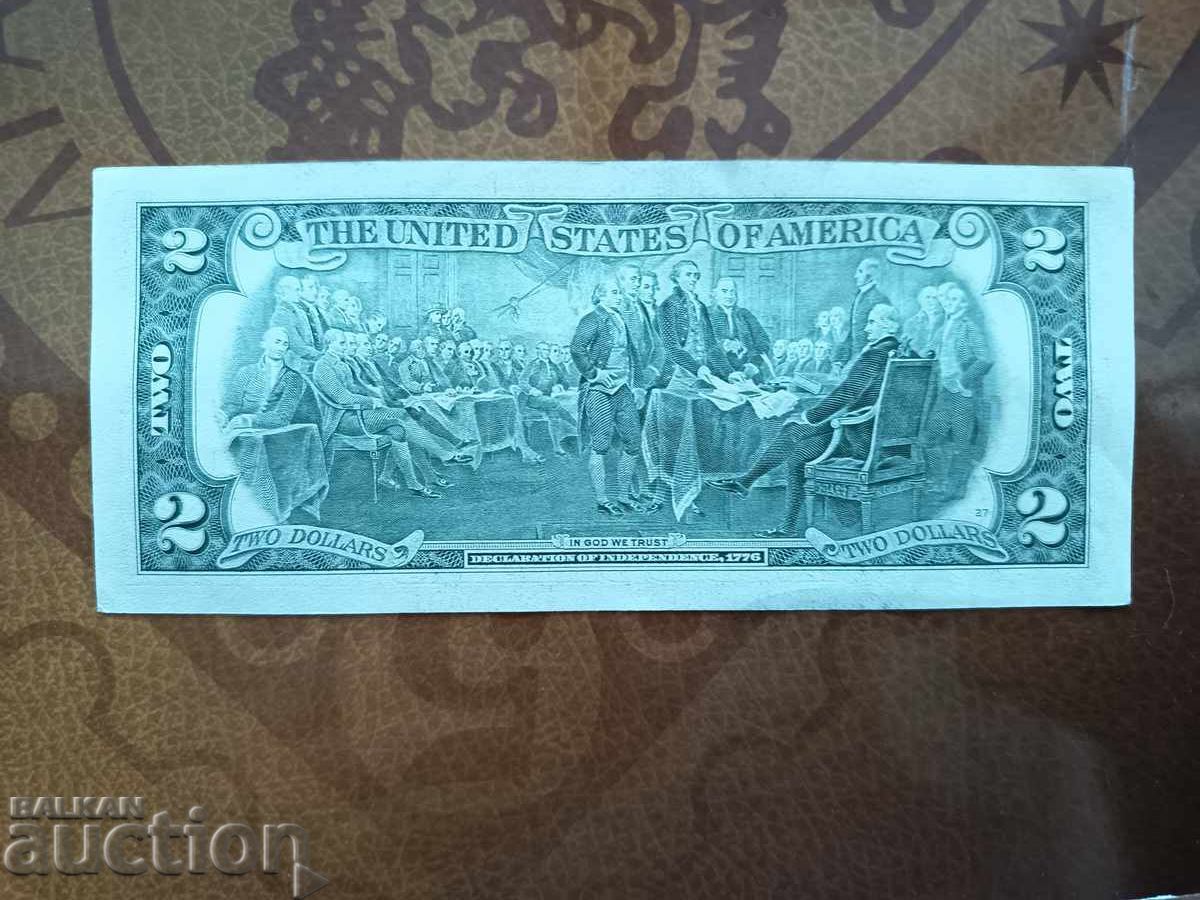 2 THE UNITED STATES OF AMERICA 2
TWO
TWO
2 2
27
TWO DOLLARS TWO DOLLARS
IN GOD WE TRUST
DECLARATION OF INDEPENDENCE, 1776
BALKAN
auction